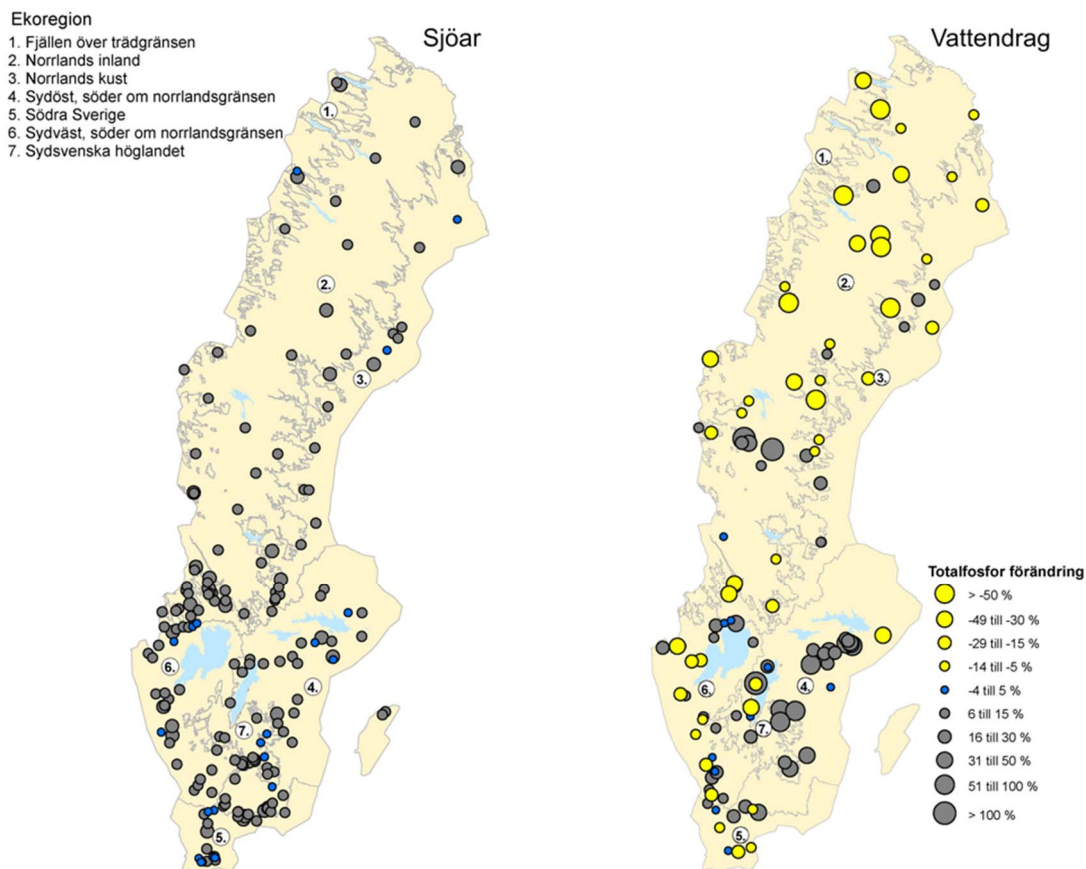 Ekoregion
1. Fjällen över trädgränsen
2. Norrlands inland
3. Norrlands kust
4. Sydöst, söder om norrlandsgränsen
5. Södra Sverige
6. Sydväst, söder om norrlandsgränsen
7. Sydsvenska höglandet
Sjöar
1.
2.
3.
6.
4.
7.
5.
Vattendrag
1.
2.
3.
6.
4.
7.
5.
Totalfosfor förändring
> -50 %
-49 till -30 %
-29 till -15 %
-14 till -5 %
-4 till 5 %
6 till 15 %
16 till 30 %
31 till 50 %
51 till 100 %
> 100 %